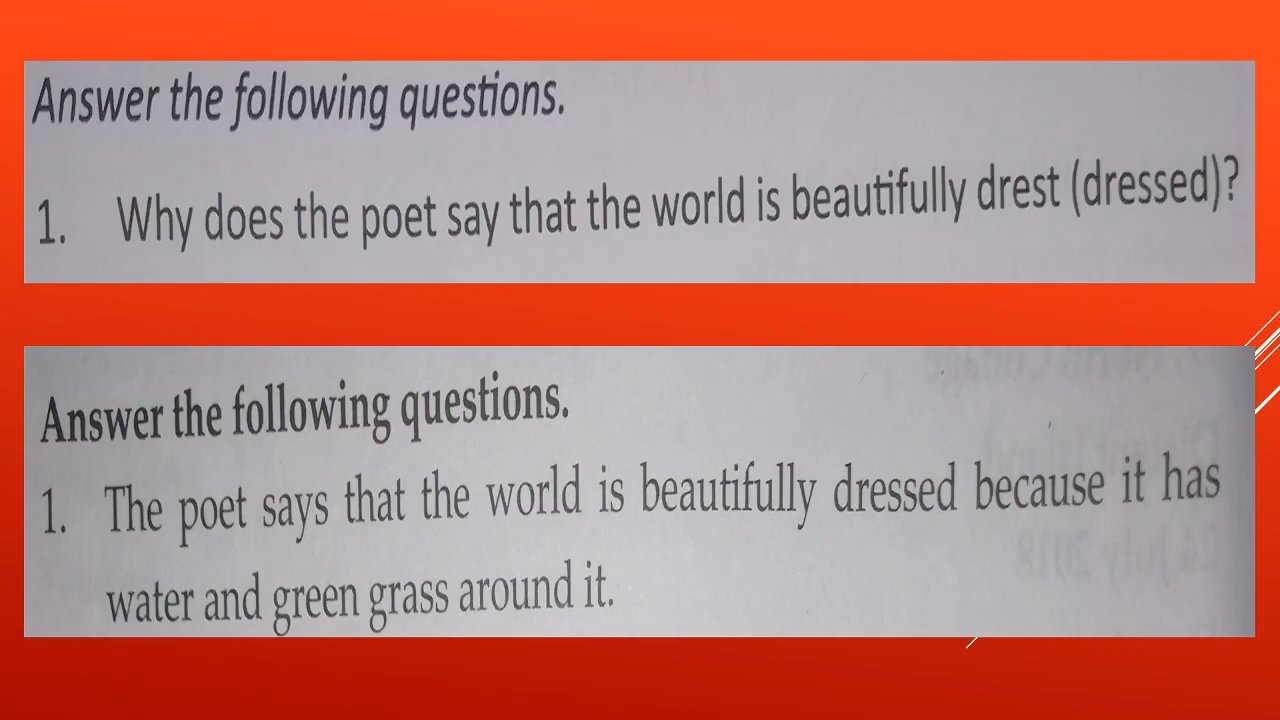 Answer the following questions.
1. Why does the poet say that the world is beautifully drest (dressed)?
Answer the following questions.
1. The poet says that the world is beautifully dressed because it has
water and green grass around it.